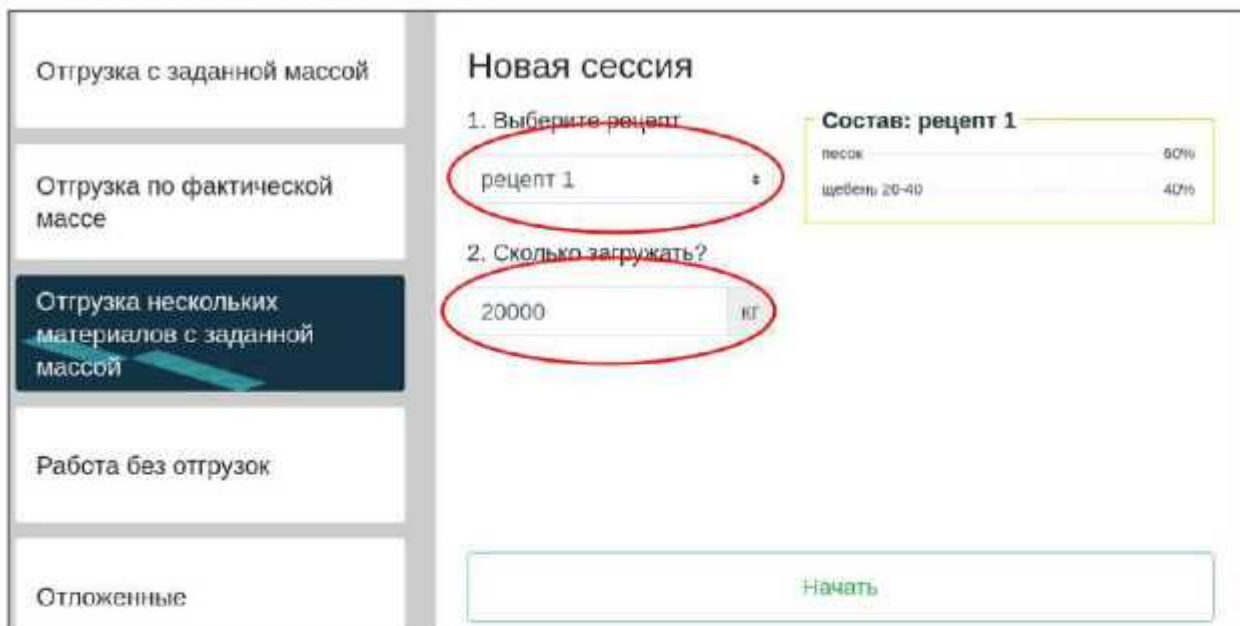 Отгрузка с заданной массой
Отгрузка по фактической
массе
Отгрузка нескольких
материалов с заданной
массой
Работа без отгрузок
Отложенные
Новая сессия
1. Выберите рецепт
рецепт 1
2. Сколько загружать?
20000 кг
Состав: рецепт 1
песок 60%
щебень 20-40 40%
Начать